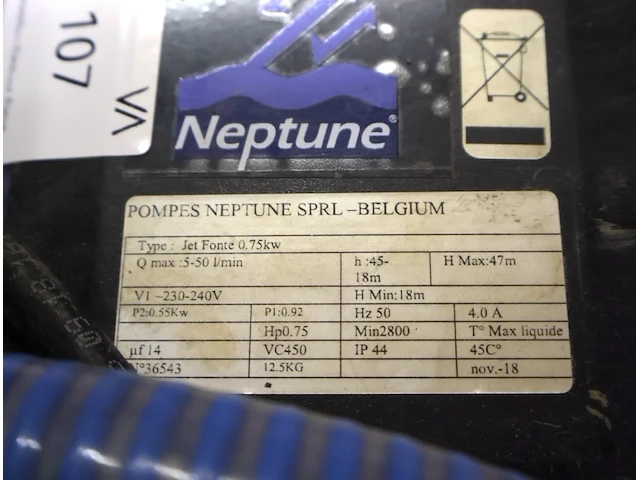 107
VA
Neptune
POMPES NEPTUNE SPRL –BELGIUM
Type : Jet Fonte 0.75kw
Q max :5-50 l/min h :45- H Max:47m
18m
V1 ~230-240V H Min:18m
P2:0.55Kw P1:0.92 Hz 50 4.0 A
Hp0.75 Min2800 T° Max liquide
µf 14 VC450 IP 44 45C°
N°36543 12.5KG nov.-18